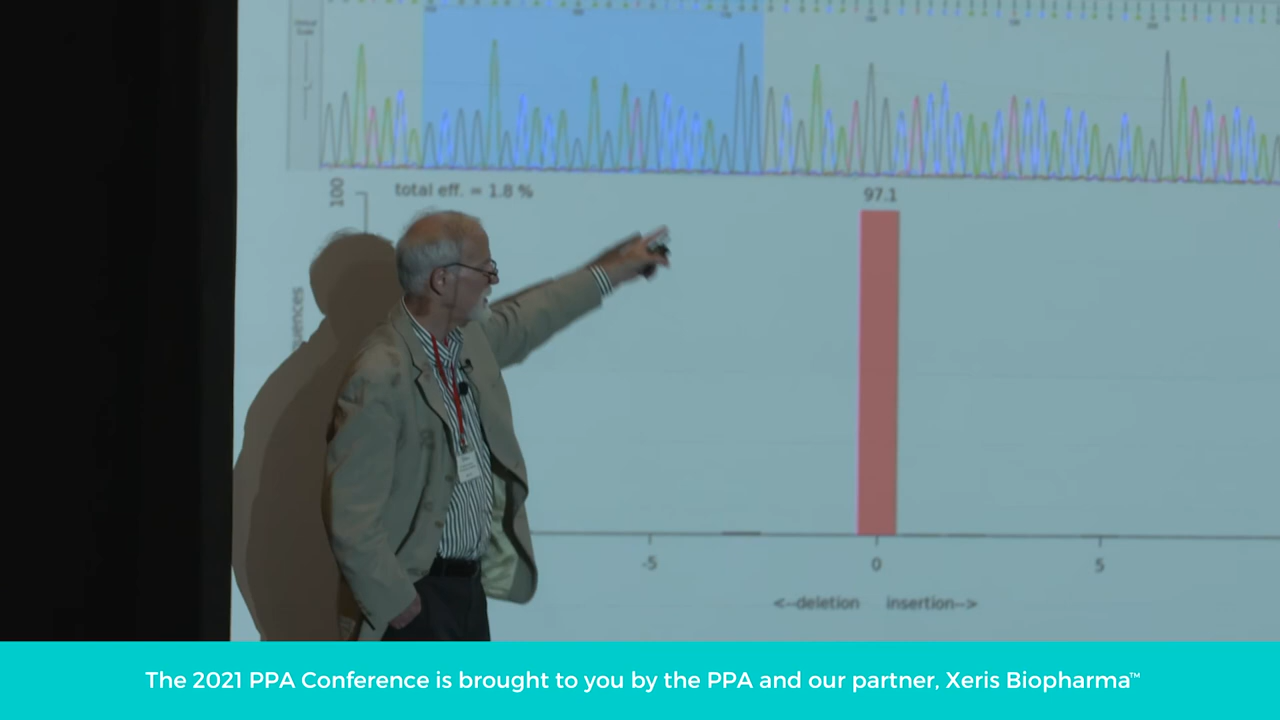 total eff. = 1.8 %
97.1
100
uences
-5
0
5
<--deletion
insertion-->
The 2021 PPA Conference is brought to you by the PPA and our partner, Xeris Biopharma™